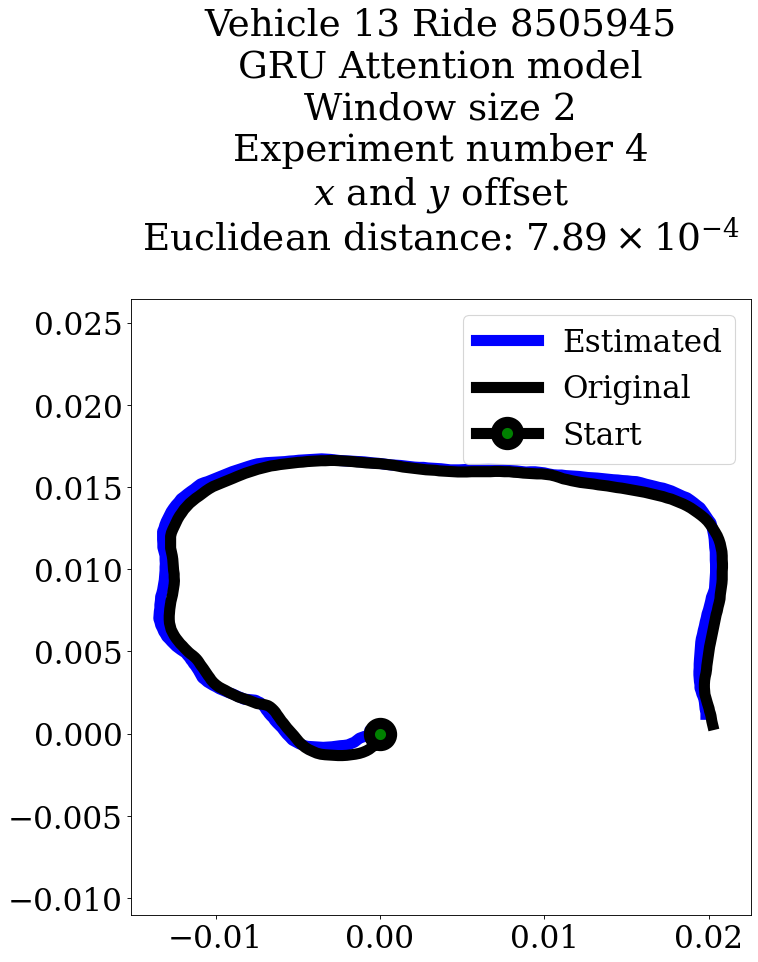 Vehicle 13 Ride 8505945
GRU Attention model
Window size 2
Experiment number 4
x and y offset
Euclidean distance: 7.89 × 10⁻⁴
Estimated
Original
Start
0.025
0.020
0.015
0.010
0.005
0.000
−0.005
−0.010
−0.01
0.00
0.01
0.02